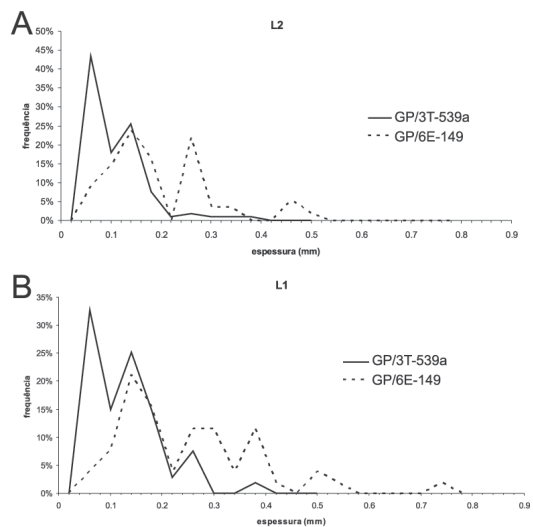 A
L2
50%
45%
40%
35%
30%
25%
20%
15%
10%
5%
0%
frequência
GP/3T-539a
GP/6E-149
0 0.1 0.2 0.3 0.4 0.5 0.6 0.7 0.8 0.9
espessura (mm)
B
L1
35%
30%
25%
20%
15%
10%
5%
0%
frequência
GP/3T-539a
GP/6E-149
0 0.1 0.2 0.3 0.4 0.5 0.6 0.7 0.8 0.9
espessura (mm)